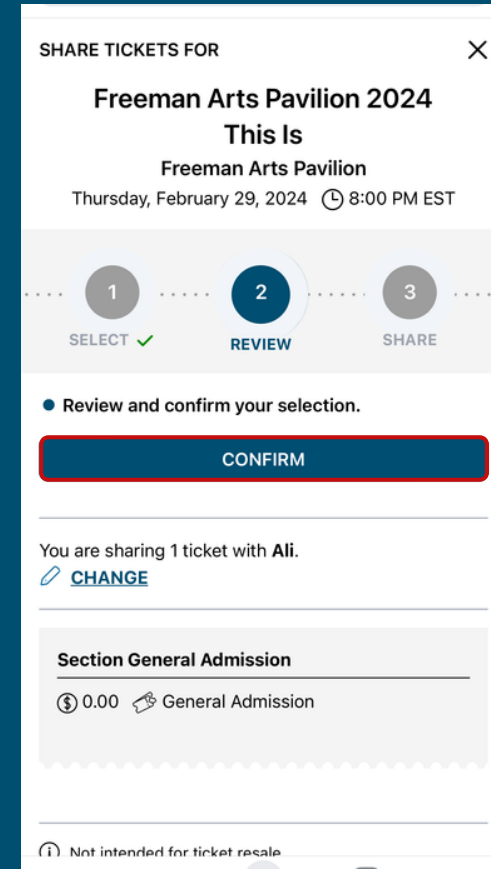 SHARE TICKETS FOR
Freeman Arts Pavilion 2024
This Is
Freeman Arts Pavilion
Thursday, February 29, 2024 8:00 PM EST
1 2 3
SELECT REVIEW SHARE
Review and confirm your selection.
CONFIRM
You are sharing 1 ticket with Ali.
CHANGE
Section General Admission
$ 0.00 General Admission
Not intended for ticket resale